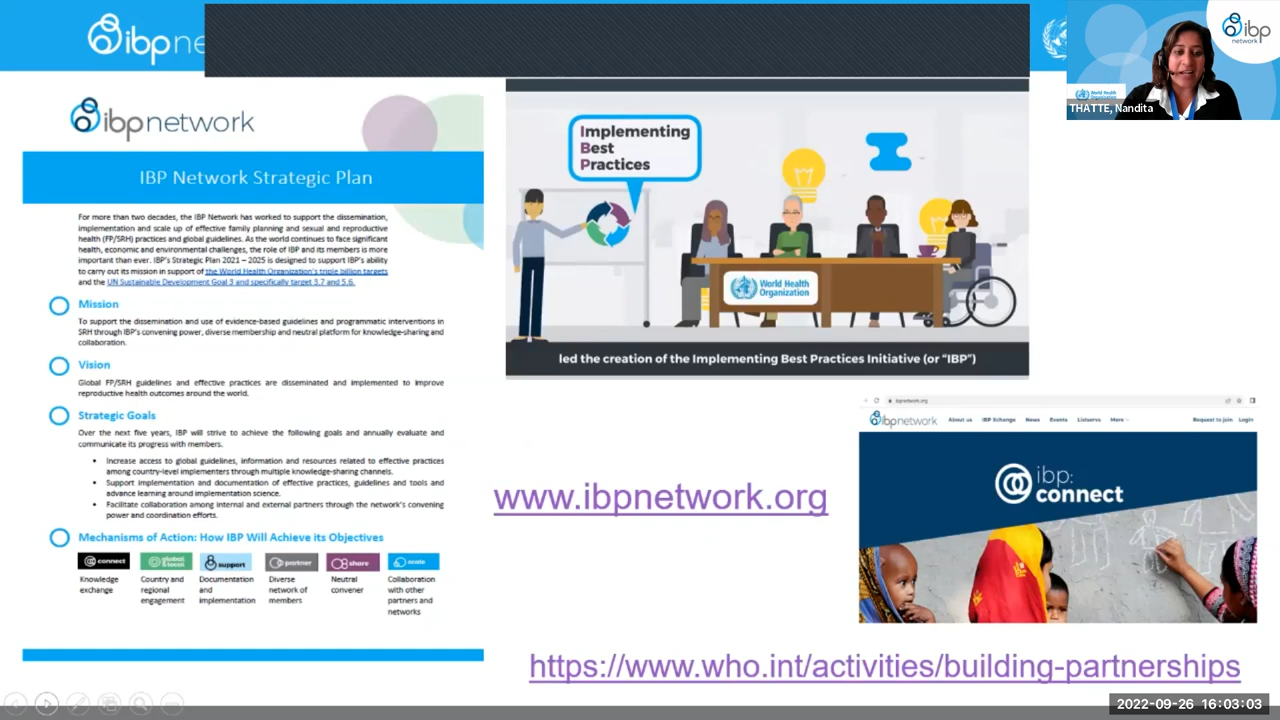 ibpne
ibp
network
World Health
Organization
THATTE, Nandita
ibpnetwork
IBP Network Strategic Plan
For more than two decades, the IBP Network has worked to support the dissemination,
implementation and scale up of effective family planning and sexual and reproductive
health (FP/SRH) practices and global guidelines. As the world continues to face significant
health, economic and environmental challenges, the role of IBP and its members is more
important than ever. IBP's Strategic Plan 2021 – 2025 is designed to support IBP's ability
to carry out its mission in support of the World Health Organization's triple billion targets
and the UN Sustainable Development Goal 3 and specifically target 3.7 and 5.6.
Mission
To support the dissemination and use of evidence-based guidelines and programmatic interventions in
SRH through IBP's convening power, diverse membership and neutral platform for knowledge-sharing and
collaboration.
Vision
Global FP/SRH guidelines and effective practices are disseminated and implemented to improve
reproductive health outcomes around the world.
Strategic Goals
Over the next five years, IBP will strive to achieve the following goals and annually evaluate and
communicate its progress with members.
• Increase access to global guidelines, information and resources related to effective practices
among country-level implementers through multiple knowledge-sharing channels.
• Support implementation and documentation of effective practices, guidelines and tools and
advance learning around implementation science.
• Facilitate collaboration among internal and external partners through the network's convening
power and coordination efforts.
Mechanisms of Action: How IBP Will Achieve its Objectives
connect
global
&local
support
partner
share
scale
Knowledge
exchange
Country and
regional
engagement
Documentation
and
implementation
Diverse
network of
members
Neutral
convener
Collaboration
with other
partners and
networks
Implementing
Best
Practices
World Health
Organization
led the creation of the Implementing Best Practices Initiative (or "IBP")
ibpnetwork.org
ibpnetwork
About us IBP Xchange News Events Listservs More Request to join Login
ibp:
connect
www.ibpnetwork.org
https://www.who.int/activities/building-partnerships
2022-09-26 16:03:03